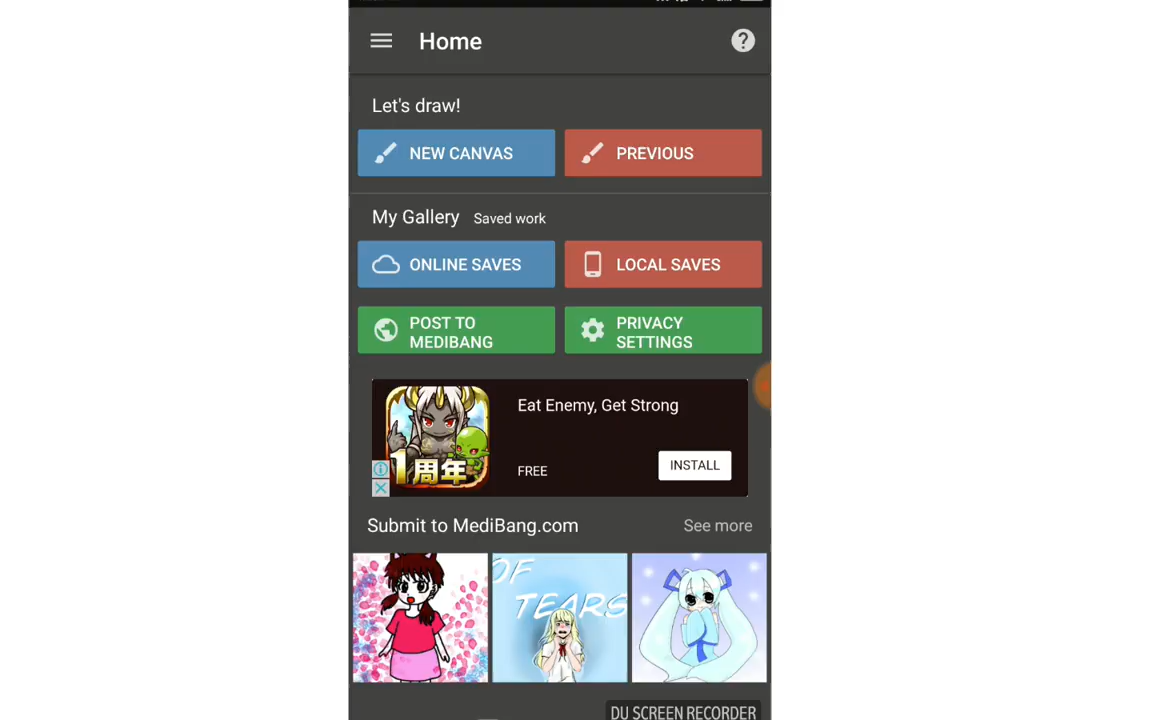 Home
Let's draw!
NEW CANVAS
PREVIOUS
My Gallery Saved work
ONLINE SAVES
LOCAL SAVES
POST TO
MEDIBANG
PRIVACY
SETTINGS
Eat Enemy, Get Strong
1周年
FREE
INSTALL
Submit to MediBang.com
See more
OF
TEARS
DU SCREEN RECORDER